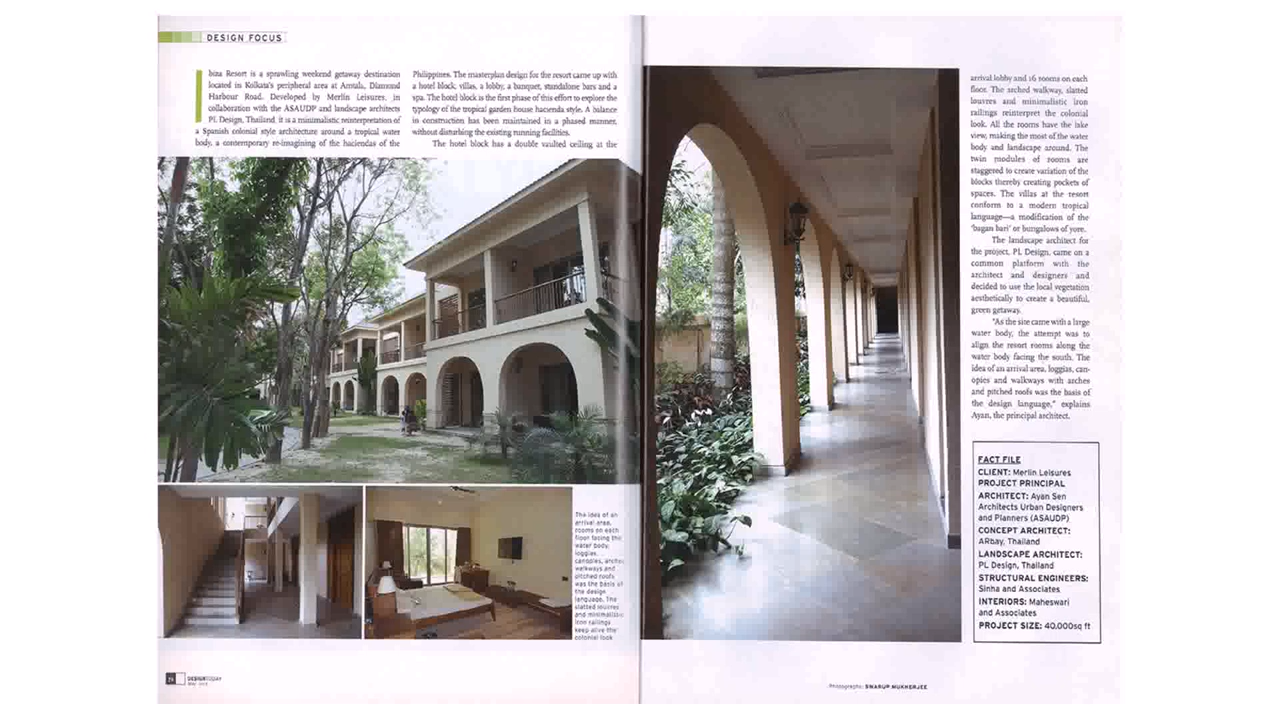 DESIGN FOCUS
Ibiza Resort is a sprawling weekend getaway destination
located in Kolkata's peripheral area at Amtala, Diamond
Harbour Road. Developed by Merlin Leisures, in
collaboration with the ASAUDP and landscape architects
PL Design, Thailand, it is a minimalistic reinterpretation of
a Spanish colonial style architecture around a tropical water
body, a contemporary re-imagining of the haciendas of the
Philippines. The masterplan design for the resort came up with
a hotel block, villas, a lobby, a banquet, standalone bars and a
spa. The hotel block is the first phase of this effort to explore the
typology of the tropical garden house hacienda style. A balance
in construction has been maintained in a phased manner,
without disturbing the existing running facilities.
The hotel block has a double vaulted ceiling at the
The idea of an
arrival area,
rooms on each
floor facing the
water body,
loggias,
canopies, arches
walkways and
pitched roofs
was the basis of
the design
language. The
slatted louvres
and minimalistic
iron railings
keep alive the
colonial look
DESIGNTODAY
arrival lobby and 16 rooms on each
floor. The arched walkway, slatted
louvres and minimalistic iron
railings reinterpret the colonial
look. All the rooms have the lake
view, making the most of the water
body and landscape around. The
twin modules of rooms are
staggered to create variation of the
blocks thereby creating pockets of
spaces. The villas at the resort
conform to a modern tropical
language—a modification of the
'bagan bari' or bungalows of yore.
The landscape architect for
the project, PL Design, came on a
common platform with the
architect and designers and
decided to use the local vegetation
aesthetically to create a beautiful,
green getaway.
"As the site came with a large
water body, the attempt was to
align the resort rooms along the
water body facing the south. The
idea of an arrival area, loggias, can-
opies and walkways with arches
and pitched roofs was the basis of
the design language," explains
Ayan, the principal architect.
FACT FILE
CLIENT: Merlin Leisures
PROJECT PRINCIPAL
ARCHITECT: Ayan Sen
Architects Urban Designers
and Planners (ASAUDP)
CONCEPT ARCHITECT:
ARbay, Thailand
LANDSCAPE ARCHITECT:
PL Design, Thailand
STRUCTURAL ENGINEERS:
Sinha and Associates
INTERIORS: Maheswari
and Associates
PROJECT SIZE: 40,000sq ft
Photographs: SWARUP MUKHERJEE